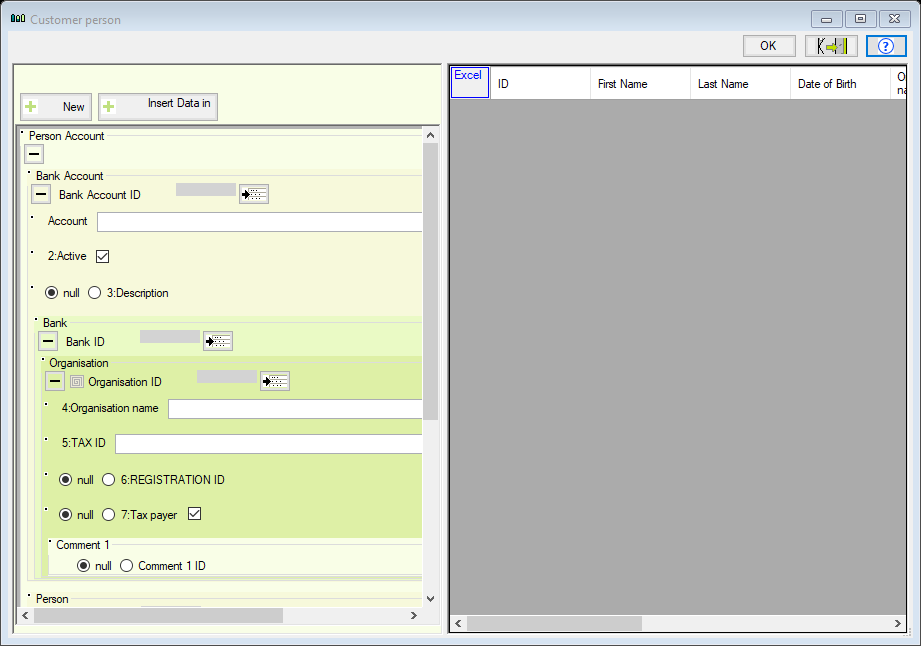 Customer person
OK
?
New
Insert Data in
Person Account
Bank Account
Bank Account ID
Account
2:Active
null 3:Description
Bank
Bank ID
Organisation
Organisation ID
4:Organisation name
5:TAX ID
null 6:REGISTRATION ID
null 7:Tax payer
Comment 1
null Comment 1 ID
Person
Excel ID First Name Last Name Date of Birth